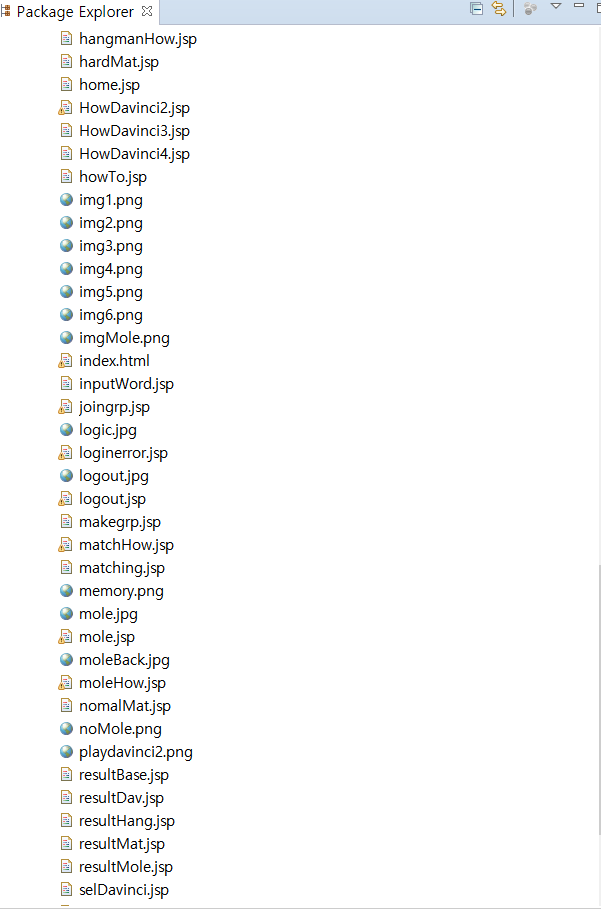 Package Explorer
hangmanHow.jsp
hardMat.jsp
home.jsp
HowDavinci2.jsp
HowDavinci3.jsp
HowDavinci4.jsp
howTo.jsp
img1.png
img2.png
img3.png
img4.png
img5.png
img6.png
imgMole.png
index.html
inputWord.jsp
joingrp.jsp
logic.jpg
loginerror.jsp
logout.jpg
logout.jsp
makegrp.jsp
matchHow.jsp
matching.jsp
memory.png
mole.jpg
mole.jsp
moleBack.jpg
moleHow.jsp
nomalMat.jsp
noMole.png
playdavinci2.png
resultBase.jsp
resultDav.jsp
resultHang.jsp
resultMat.jsp
resultMole.jsp
selDavinci.jsp